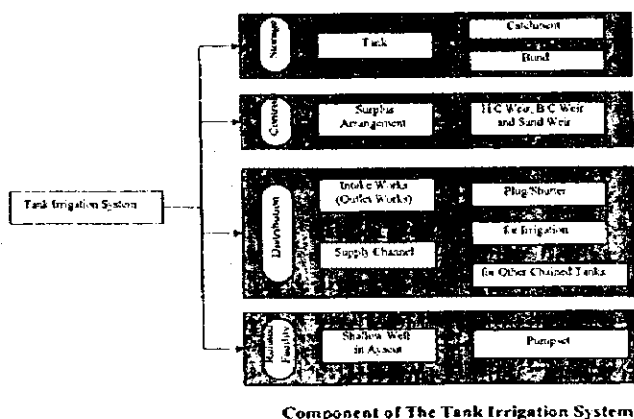 Storage
Tank
Catchment
Bund
Control
Surplus
Arrangement
H C Weir, B C Weir
and Sand Weir
Tank Irrigation System
Distribution
Intake Works
(Outlet Works)
Plug/Shutter
Supply Channel
for Irrigation
for Other Chained Tanks
Related
Facility
Shallow Well
in Ayacut
Pumpset
Component of The Tank Irrigation System